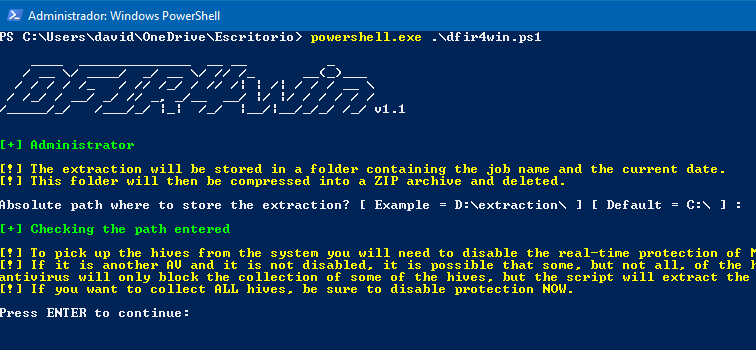 Administrador: Windows PowerShell
PS C:\Users\david\OneDrive\Escritorio> powershell.exe .\dfir4win.ps1
DFIR4win
v1.1
[+] Administrator
[!] The extraction will be stored in a folder containing the job name and the current date.
[!] This folder will then be compressed into a ZIP archive and deleted.
Absolute path where to store the extraction? [ Example = D:\extraction\ ] [ Default = C:\ ] :
[+] Checking the path entered
[!] To pick up the hives from the system you will need to disable the real-time protection of
[!] If it is another AV and it is not disabled, it is possible that some, but not all, of the
antivirus will only block the collection of some of the hives, but the script will extract the
[!] If you want to collect ALL hives, be sure to disable protection NOW.
Press ENTER to continue: